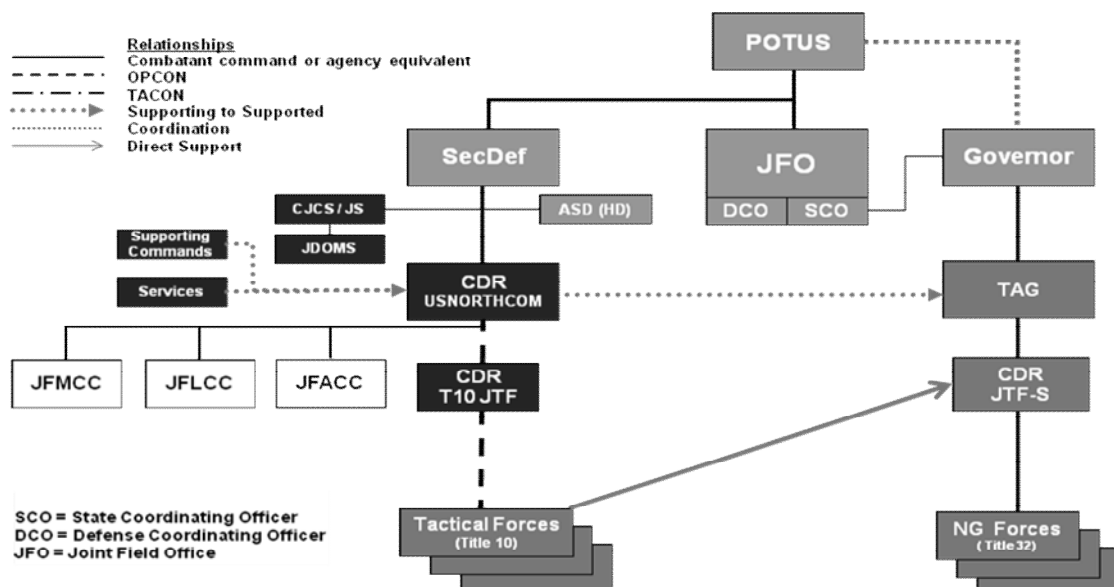 Relationships
Combatant command or agency equivalent
OPCON
TACON
Supporting to Supported
Coordination
Direct Support
POTUS
SecDef
JFO
DCO
SCO
Governor
CJCS / JS
ASD (HD)
JDOMS
Supporting
Commands
Services
CDR
USNORTHCOM
TAG
JFMCC
JFLCC
JFACC
CDR
T10 JTF
CDR
JTF-S
Tactical Forces
(Title 10)
NG Forces
( Title 32)
SCO = State Coordinating Officer
DCO = Defense Coordinating Officer
JFO = Joint Field Office